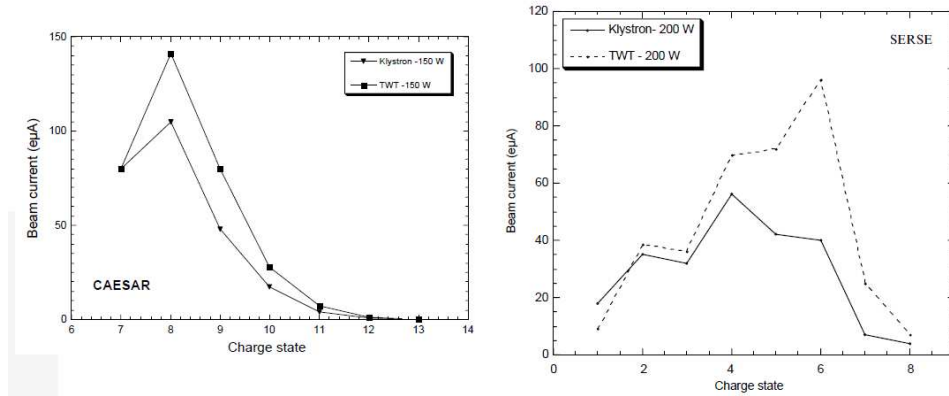 150
100
50
0
6 7 8 9 10 11 12 13 14
Beam current (eµA)
Charge state
Klystron -150 W
TWT -150 W
CAESAR
120
100
80
60
40
20
0
0 2 4 6 8
Beam current (eµA)
Charge state
Klystron- 200 W
TWT - 200 W
SERSE